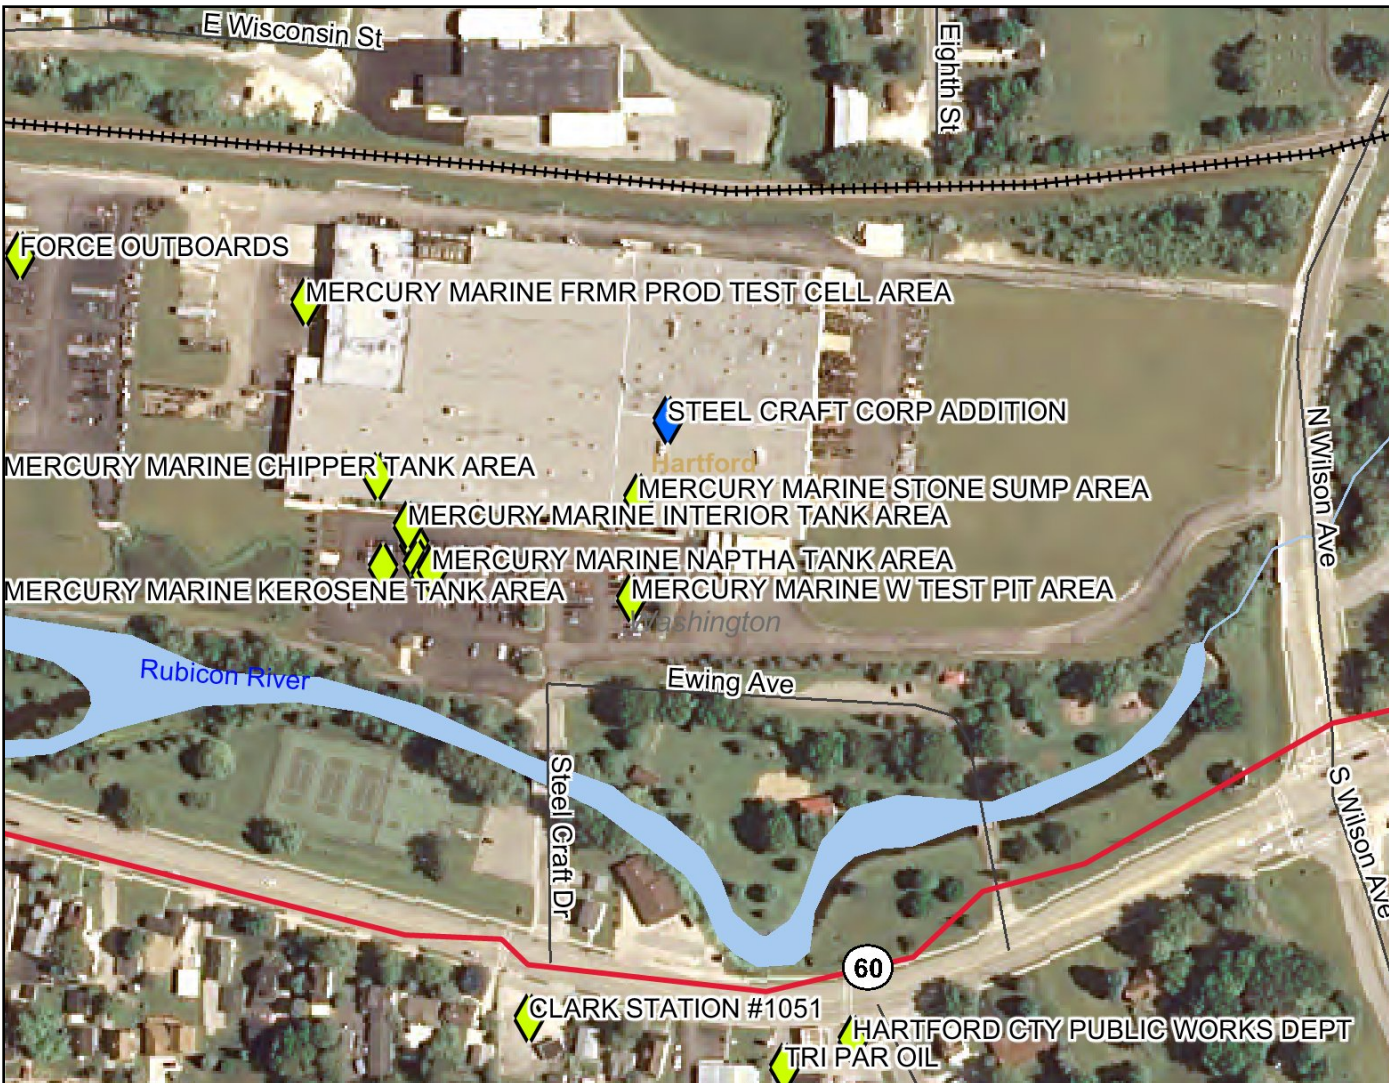 E Wisconsin St
Eighth St
FORCE OUTBOARDS
MERCURY MARINE FRMR PROD TEST CELL AREA
STEEL CRAFT CORP ADDITION
Hartford
MERCURY MARINE CHIPPER TANK AREA
MERCURY MARINE STONE SUMP AREA
MERCURY MARINE INTERIOR TANK AREA
N Wilson Ave
MERCURY MARINE NAPTHA TANK AREA
MERCURY MARINE KEROSENE TANK AREA
MERCURY MARINE W TEST PIT AREA
Washington
Rubicon River
Ewing Ave
Steel Craft Dr
S Wilson Ave
60
CLARK STATION #1051
HARTFORD CTY PUBLIC WORKS DEPT
TRI PAR OIL